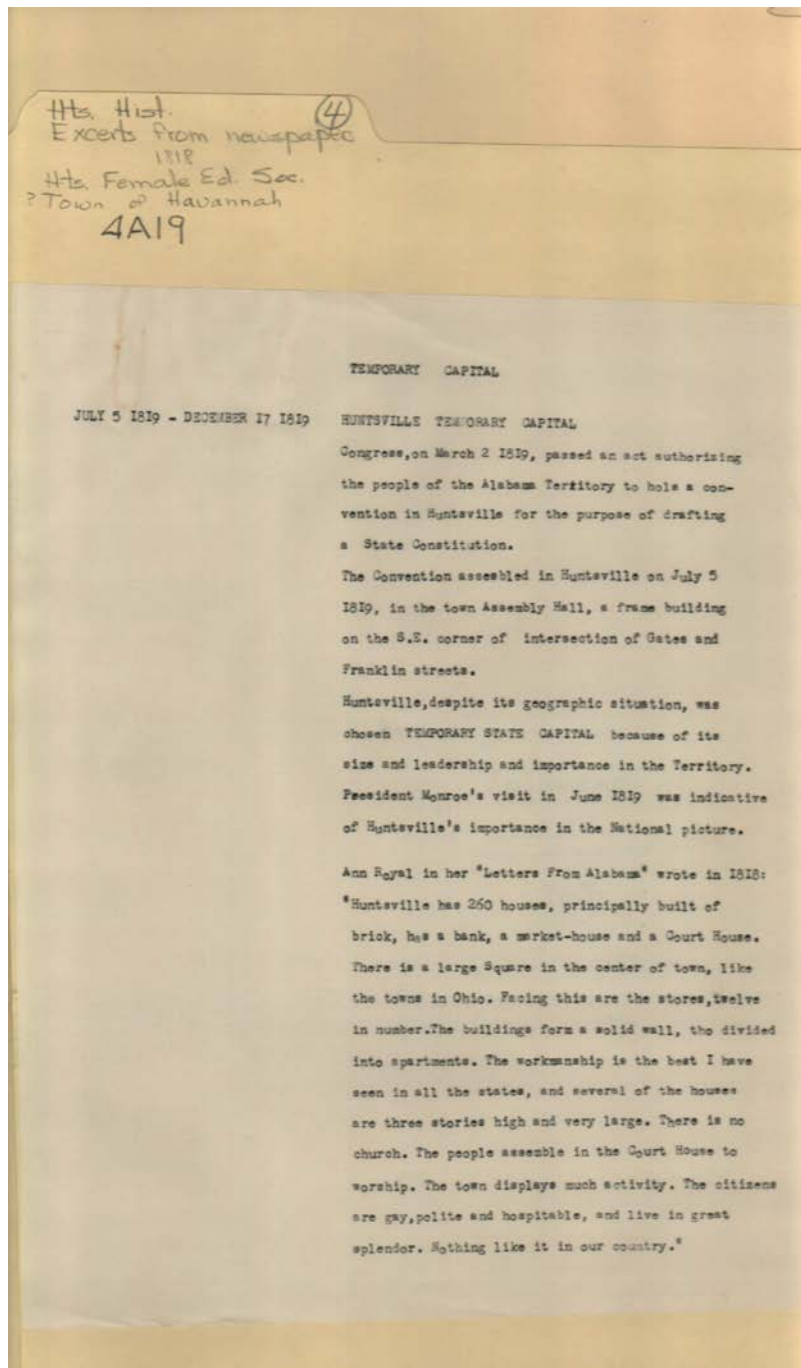 Hts. Hist. ④
Excerts from newspaper
1818
Hts. Female Ed. Soc.
? Town of Havannah
4A19
TEMPORARY CAPITAL
JULY 5 I8I9 - DECEMBER I7 I8I9 HUNTSVILLE TEMPORARY CAPITAL
Congress,on March 2 I8I9, passed an act authorizing
the people of the Alabama Territory to hols a con-
vention in Huntsville for the purpose of drafting
a State Constitution.
The Convention assembled in Huntsville on July 5
I8I9, in the town Assembly Hall, a frame building
on the S.E. corner of intersection of Gates and
Franklin streets.
Huntsville,despite its geographic situation, was
chosen TEMPORARY STATE CAPITAL because of its
size and leadership and importance in the Territory.
President Monroe's visit in June I8I9 was indicative
of Huntsville's importance in the National picture.
Ann Royal in her "Letters From Alabama" wrote in I8I8:
"Huntsville has 260 houses, principally built of
brick, has a bank, a market-house and a Court House.
There is a large Square in the center of town, like
the towns in Ohio. Facing this are the stores,twelve
in number.The buildings form a solid wall, tho divided
into apartments. The workmanship is the best I have
seen in all the states, and several of the houses
are three stories high and very large. There is no
church. The people assemble in the Court House to
worship. The town displays much activity. The citizens
are gay,polite and hospitable, and live in great
splendor. Nothing like it in our country."